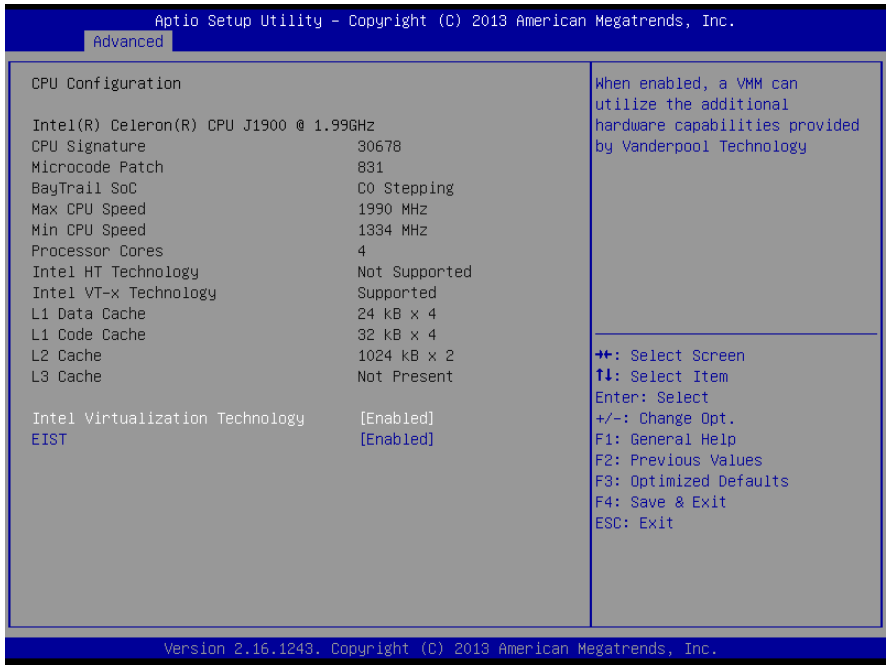 Aptio Setup Utility – Copyright (C) 2013 American Megatrends, Inc.
Advanced
CPU Configuration
Intel(R) Celeron(R) CPU J1900 @ 1.99GHz
CPU Signature 30678
Microcode Patch 831
BayTrail SoC C0 Stepping
Max CPU Speed 1990 MHz
Min CPU Speed 1334 MHz
Processor Cores 4
Intel HT Technology Not Supported
Intel VT-x Technology Supported
L1 Data Cache 24 kB x 4
L1 Code Cache 32 kB x 4
L2 Cache 1024 kB x 2
L3 Cache Not Present
Intel Virtualization Technology [Enabled]
EIST [Enabled]
When enabled, a VMM can
utilize the additional
hardware capabilities provided
by Vanderpool Technology
→←: Select Screen
↑↓: Select Item
Enter: Select
+/-: Change Opt.
F1: General Help
F2: Previous Values
F3: Optimized Defaults
F4: Save & Exit
ESC: Exit
Version 2.16.1243. Copyright (C) 2013 American Megatrends, Inc.